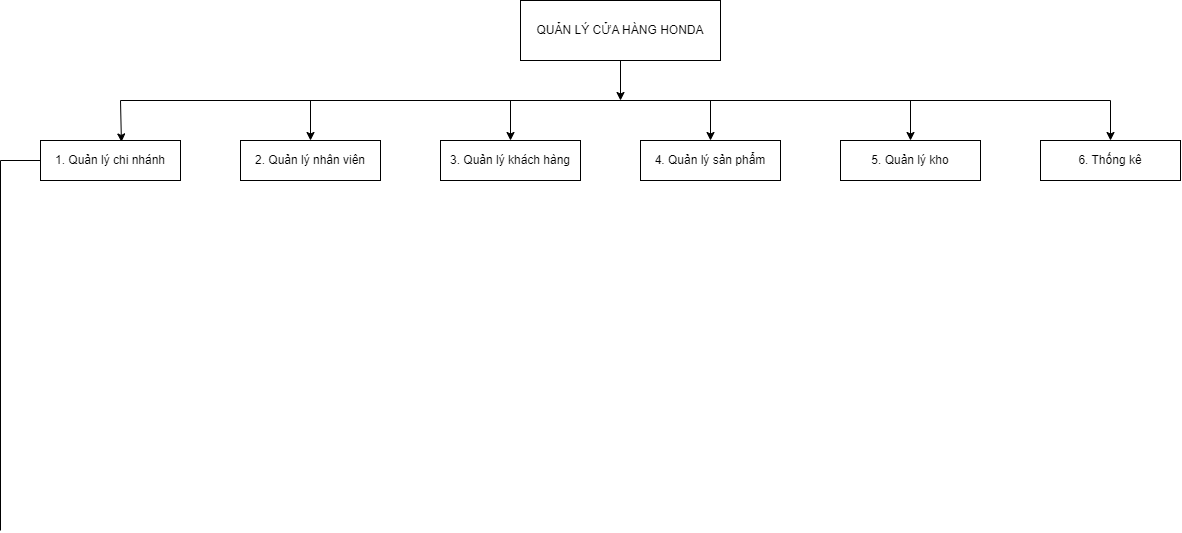 QUẢN LÝ CỬA HÀNG HONDA
1. Quản lý chi nhánh
2. Quản lý nhân viên
3. Quản lý khách hàng
4. Quản lý sản phẩm
5. Quản lý kho
6. Thống kê